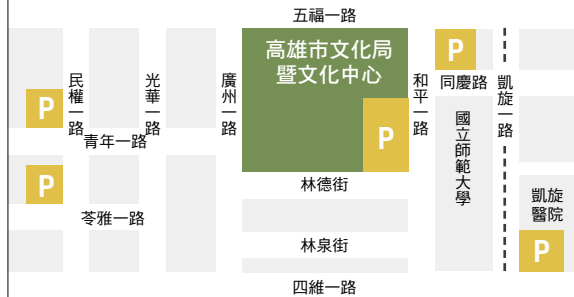 五福一路
高雄市文化局
暨文化中心
P
同慶路
民權一路
光華一路
廣州一路
和平一路
凱旋一路
P
P
青年一路
國立師範大學
P
林德街
凱旋
醫院
苓雅一路
林泉街
P
四維一路